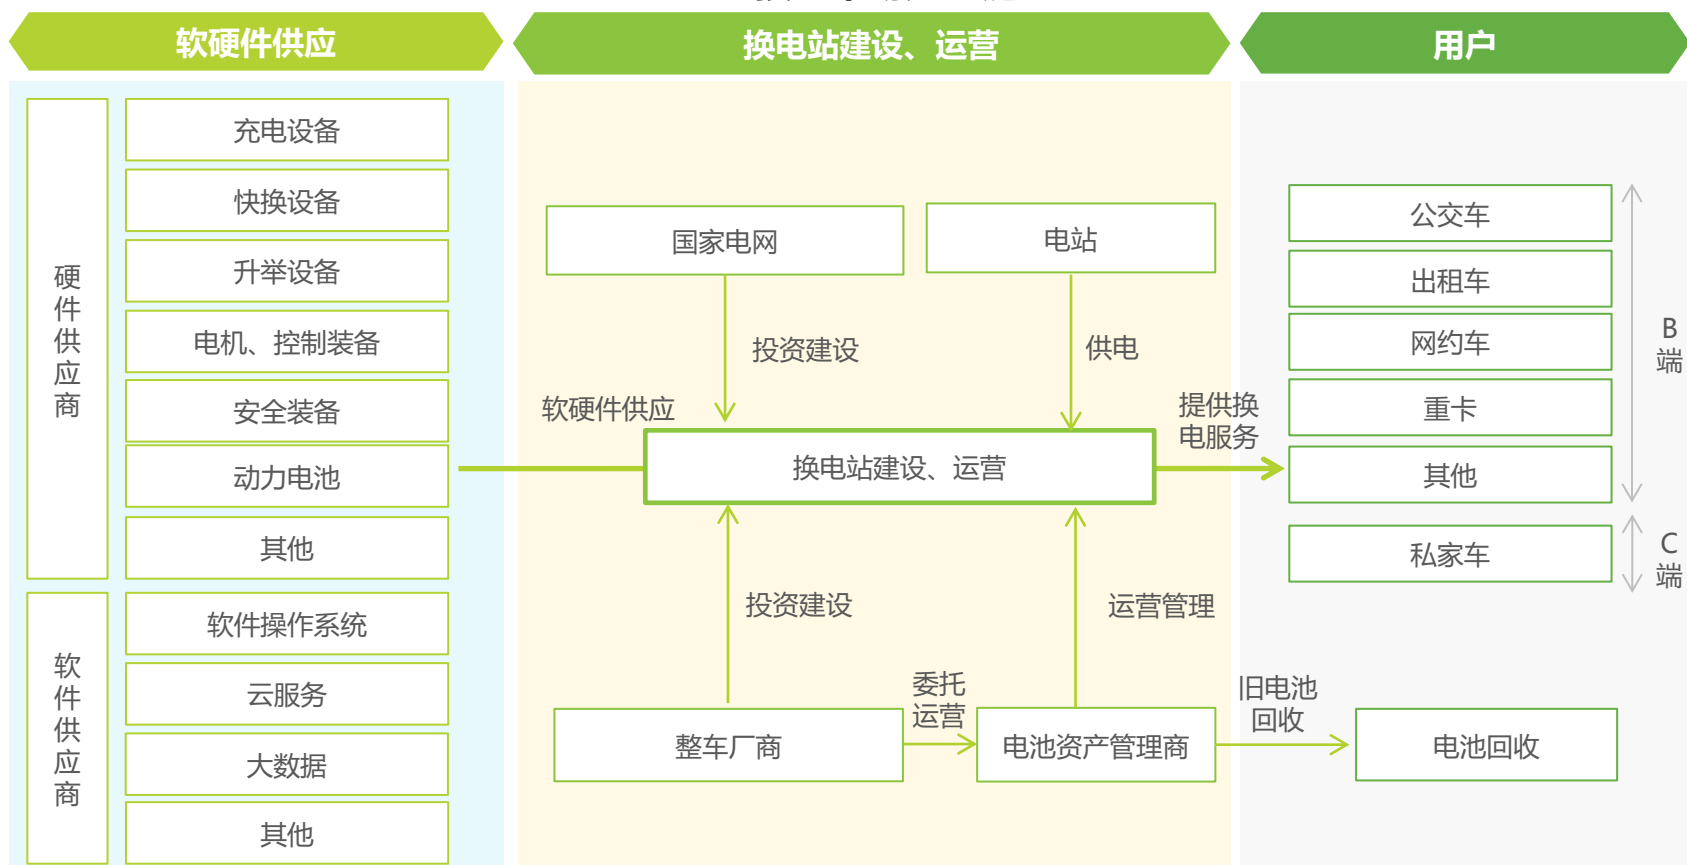 软硬件供应
换电站建设、运营
用户
硬件供应商
充电设备
快换设备
升举设备
电机、控制装备
安全装备
动力电池
其他
软件供应商
软件操作系统
云服务
大数据
其他
国家电网
电站
投资建设
供电
软硬件供应
换电站建设、运营
提供换
电服务
投资建设
运营管理
整车厂商
委托
运营
电池资产管理商
旧电池
回收
公交车
出租车
网约车
重卡
其他
B端
私家车
C端
电池回收